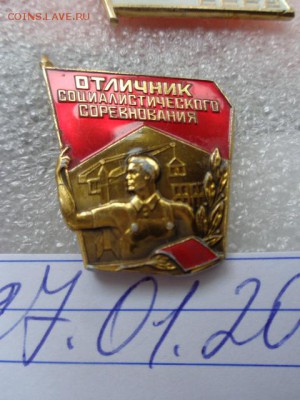 COINS.LAVE.RU
ОТЛИЧНИК
СОЦИАЛИСТИЧЕСКОГО
СОРЕВНОВАНИЯ
27.01.20